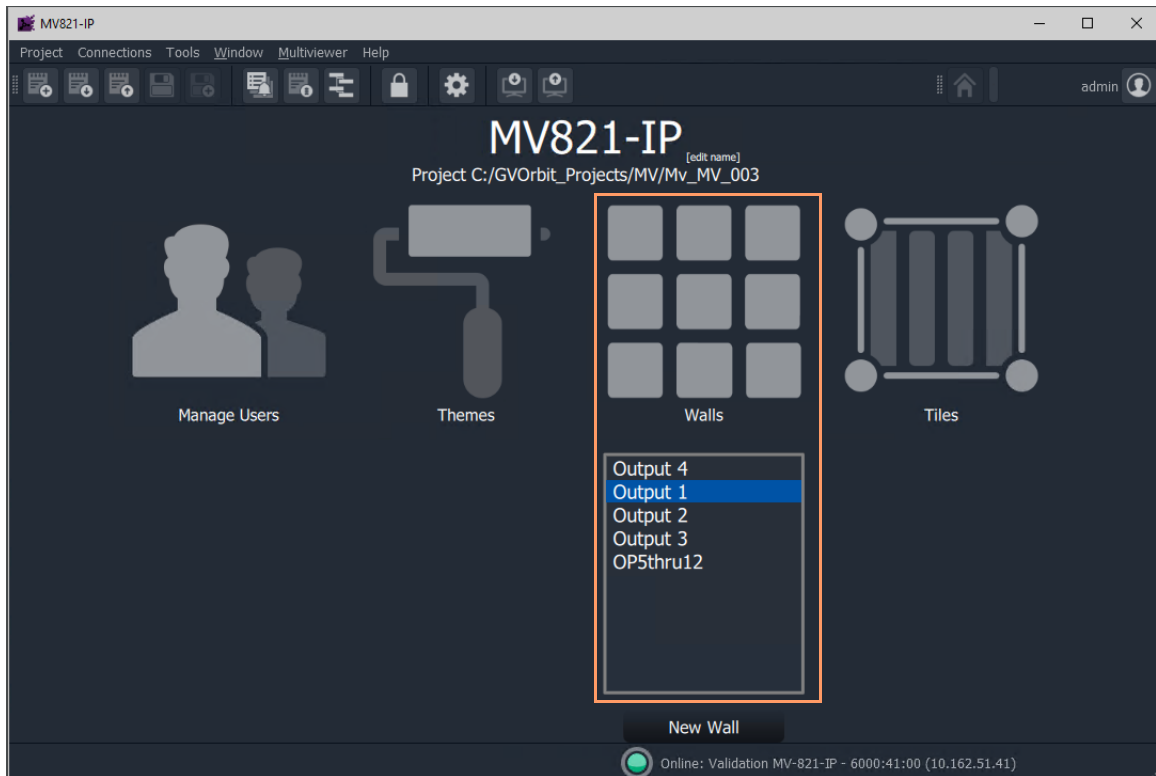 MV821-IP
Project Connections Tools Window Multiviewer Help
admin
MV821-IP
[edit name]
Project C:/GVOrbit_Projects/MV/Mv_MV_003
Manage Users Themes Walls Tiles
Output 4
Output 1
Output 2
Output 3
OP5thru12
New Wall
Online: Validation MV-821-IP - 6000:41:00 (10.162.51.41)